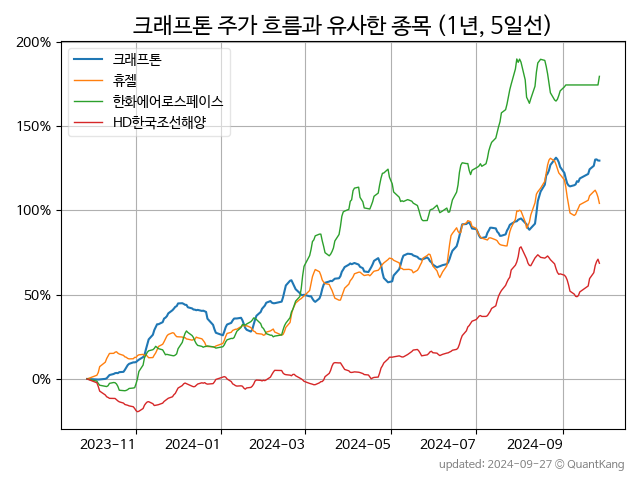 크래프톤 주가 흐름과 유사한 종목 (1년, 5일선)
200%
150%
100%
50%
0%
크래프톤
휴젤
한화에어로스페이스
HD한국조선해양
2023-11 2024-01 2024-03 2024-05 2024-07 2024-09
updated: 2024-09-27 © QuantKang